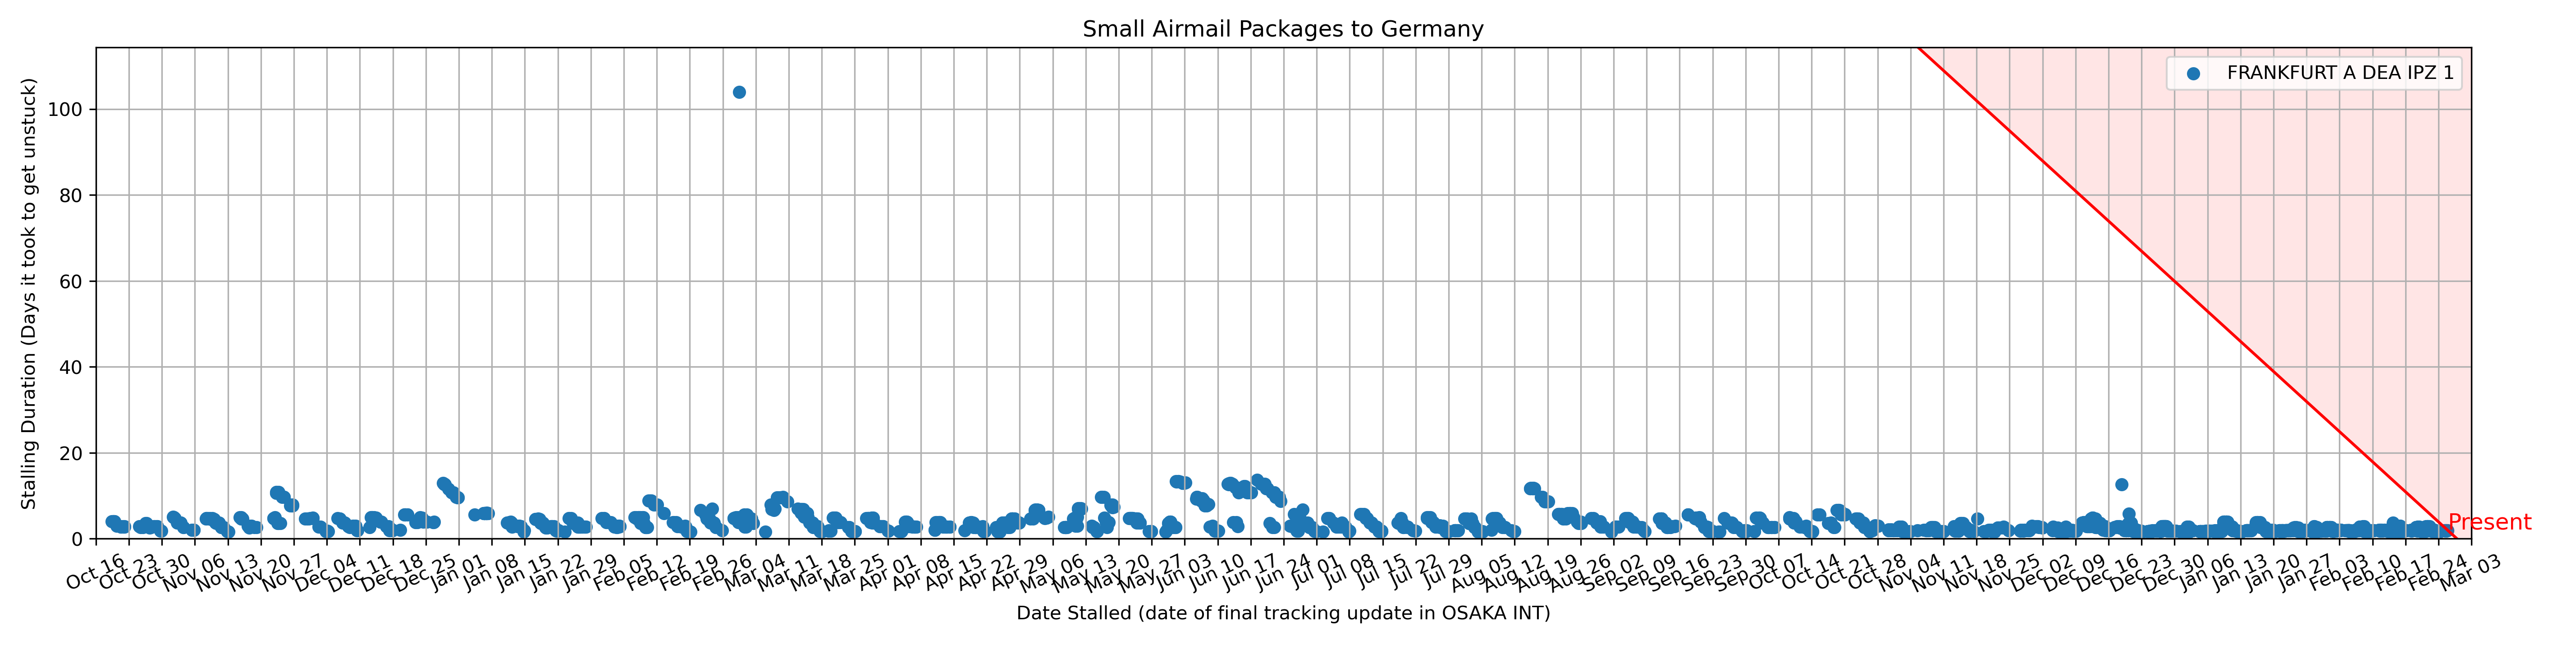 Small Airmail Packages to Germany
Stalling Duration (Days it took to get unstuck)
100
80
60
40
20
0
FRANKFURT A DEA IPZ 1
Present
Oct 16 Oct 23 Oct 30 Nov 06 Nov 13 Nov 20 Nov 27 Dec 04 Dec 11 Dec 18 Dec 25 Jan 01 Jan 08 Jan 15 Jan 22 Jan 29 Feb 05 Feb 12 Feb 19 Feb 26 Mar 04 Mar 11 Mar 18 Mar 25 Apr 01 Apr 08 Apr 15 Apr 22 Apr 29 May 06 May 13 May 20 May 27 Jun 03 Jun 10 Jun 17 Jun 24 Jul 01 Jul 08 Jul 15 Jul 22 Jul 29 Aug 05 Aug 12 Aug 19 Aug 26 Sep 02 Sep 09 Sep 16 Sep 23 Sep 30 Oct 07 Oct 14 Oct 21 Oct 28 Nov 04 Nov 11 Nov 18 Nov 25 Dec 02 Dec 09 Dec 16 Dec 23 Dec 30 Jan 06 Jan 13 Jan 20 Jan 27 Feb 03 Feb 10 Feb 17 Feb 24 Mar 03
Date Stalled (date of final tracking update in OSAKA INT)